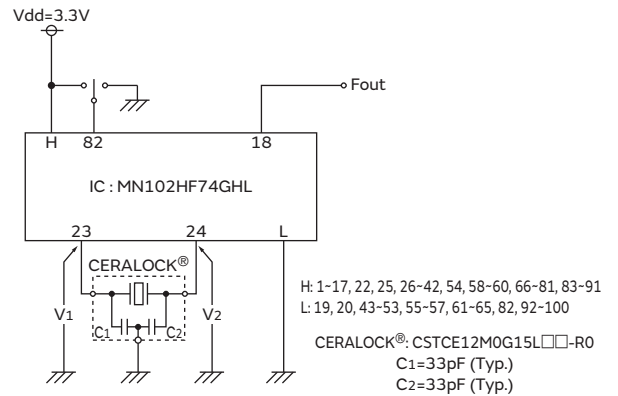 Vdd=3.3V
Fout
H 82 18
IC : MN102HF74GHL
23 24 L
CERALOCK®
V1 C1 C2 V2
H: 1~17, 22, 25, 26~42, 54, 58~60, 66~81, 83~91
L: 19, 20, 43~53, 55~57, 61~65, 82, 92~100
CERALOCK®: CSTCE12M0G15L□□-R0
C1=33pF (Typ.)
C2=33pF (Typ.)